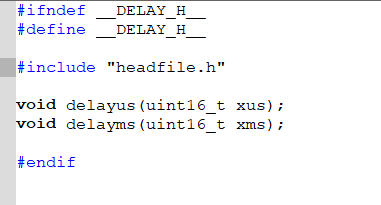 #ifndef __DELAY_H__
#define __DELAY_H__
#include "headfile.h"
void delayus(uint16_t xus);
void delayms(uint16_t xms);
#endif